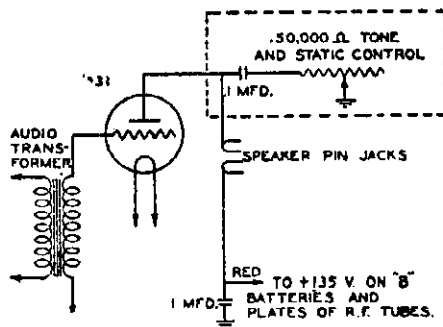 .50,000 Ω TONE
AND STATIC CONTROL
.1 MFD.
AUDIO
TRANS-
FORMER
SPEAKER PIN JACKS
RED
TO +135 V. ON "B"
BATTERIES AND
PLATES OF R.F. TUBES.
1 MFD.